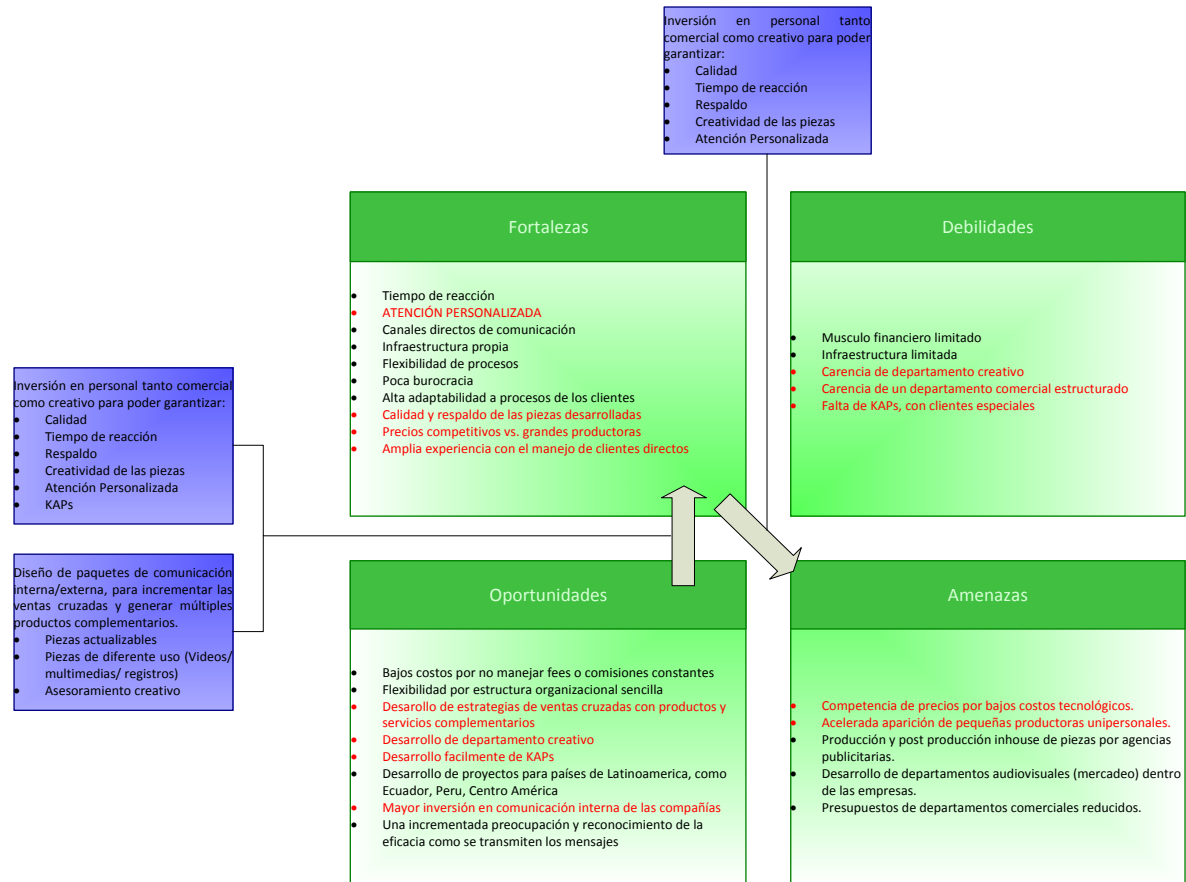 Inversión en personal tanto
comercial como creativo para poder
garantizar:
• Calidad
• Tiempo de reacción
• Respaldo
• Creatividad de las piezas
• Atención Personalizada
Fortalezas
• Tiempo de reacción
• ATENCIÓN PERSONALIZADA
• Canales directos de comunicación
• Infraestructura propia
• Flexibilidad de procesos
• Poca burocracia
• Alta adaptabilidad a procesos de los clientes
• Calidad y respaldo de las piezas desarrolladas
• Precios competitivos vs. grandes productoras
• Amplia experiencia con el manejo de clientes directos
Debilidades
• Musculo financiero limitado
• Infraestructura limitada
• Carencia de departamento creativo
• Carencia de un departamento comercial estructurado
• Falta de KAPs, con clientes especiales
Inversión en personal tanto comercial
como creativo para poder garantizar:
• Calidad
• Tiempo de reacción
• Respaldo
• Creatividad de las piezas
• Atención Personalizada
• KAPs
Diseño de paquetes de comunicación
interna/externa, para incrementar las
ventas cruzadas y generar múltiples
productos complementarios.
• Piezas actualizables
• Piezas de diferente uso (Videos/
multimedias/ registros)
• Asesoramiento creativo
Oportunidades
• Bajos costos por no manejar fees o comisiones constantes
• Flexibilidad por estructura organizacional sencilla
• Desarollo de estrategias de ventas cruzadas con productos y
servicios complementarios
• Desarrollo de departamento creativo
• Desarrollo facilmente de KAPs
• Desarrollo de proyectos para países de Latinoamerica, como
Ecuador, Peru, Centro América
• Mayor inversión en comunicación interna de las compañías
• Una incrementada preocupación y reconocimiento de la
eficacia como se transmiten los mensajes
Amenazas
• Competencia de precios por bajos costos tecnológicos.
• Acelerada aparición de pequeñas productoras unipersonales.
• Producción y post producción inhouse de piezas por agencias
publicitarias.
• Desarrollo de departamentos audiovisuales (mercadeo) dentro
de las empresas.
• Presupuestos de departamentos comerciales reducidos.